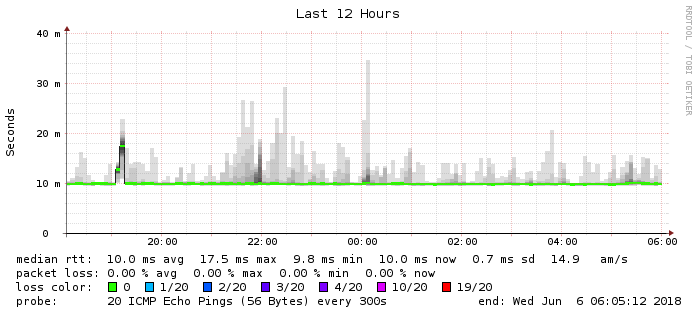 Last 12 Hours
RRDTOOL / TOBI OETIKER
Seconds
40 m
30 m
20 m
10 m
0
20:00 22:00 00:00 02:00 04:00 06:00
median rtt: 10.0 ms avg 17.5 ms max 9.8 ms min 10.0 ms now 0.7 ms sd 14.9 am/s
packet loss: 0.00 % avg 0.00 % max 0.00 % min 0.00 % now
loss color: 0 1/20 2/20 3/20 4/20 10/20 19/20
probe: 20 ICMP Echo Pings (56 Bytes) every 300s end: Wed Jun 6 06:05:12 2018